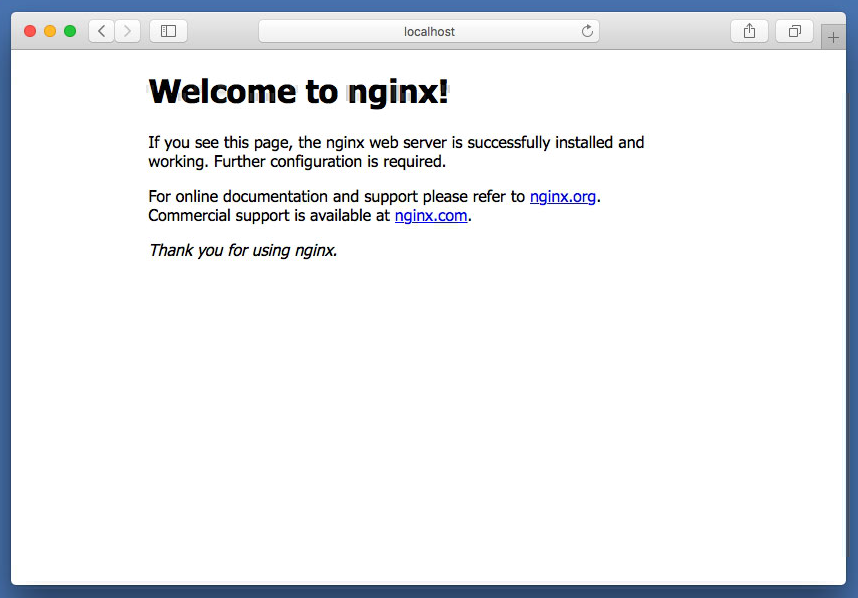 localhost
Welcome to nginx!
If you see this page, the nginx web server is successfully installed and
working. Further configuration is required.
For online documentation and support please refer to nginx.org.
Commercial support is available at nginx.com.
Thank you for using nginx.